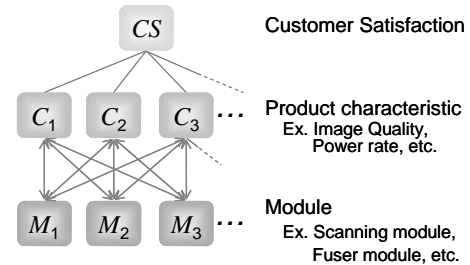 CS Customer Satisfaction
C1 C2 C3 ... Product characteristic
Ex. Image Quality,
Power rate, etc.
M1 M2 M3 ... Module
Ex. Scanning module,
Fuser module, etc.